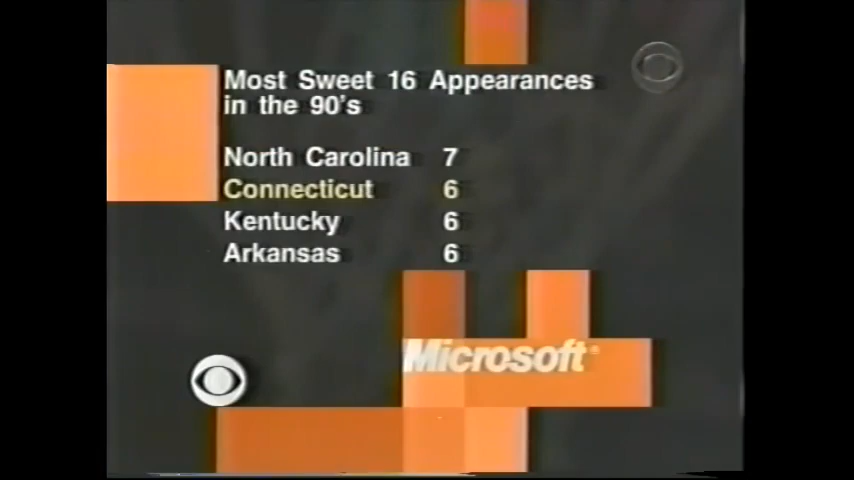 Most Sweet 16 Appearances
in the 90's
North Carolina 7
Connecticut 6
Kentucky 6
Arkansas 6
Microsoft®